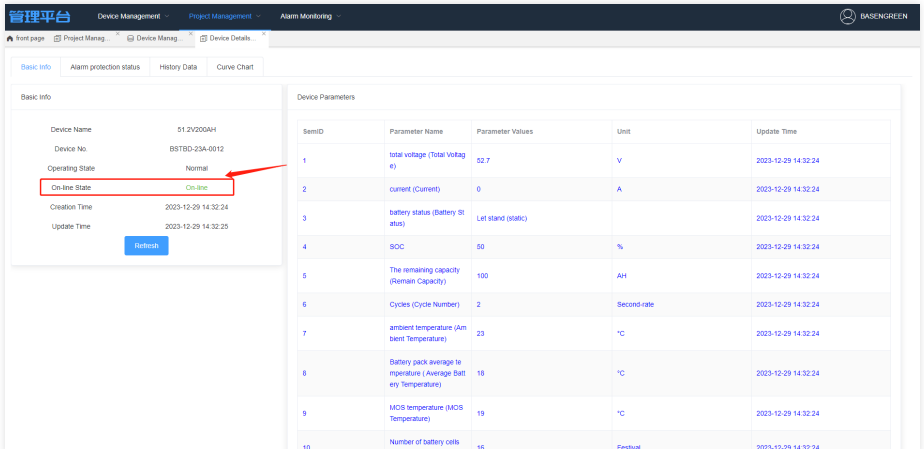 管理平台 Device Management Project Management Alarm Monitoring BASENGREEN
front page Project Manag... Device Manag... Device Details...
Basic Info Alarm protection status History Data Curve Chart
Basic Info
Device Name 51.2V200AH
Device No. BSTBD-23A-0012
Operating State Normal
On-line State On-line
Creation Time 2023-12-29 14:32:24
Update Time 2023-12-29 14:32:25
Refresh
Device Parameters
SemID Parameter Name Parameter Values Unit Update Time
1 total voltage (Total Voltag 52.7 V 2023-12-29 14:32:24
e)
2 current (Current) 0 A 2023-12-29 14:32:24
3 battery status (Battery St Let stand (static) 2023-12-29 14:32:24
atus)
4 SOC 50 % 2023-12-29 14:32:24
5 The remaining capacity 100 AH 2023-12-29 14:32:24
(Remain Capacity)
6 Cycles (Cycle Number) 2 Second-rate 2023-12-29 14:32:24
7 ambient temperature (Am 23 °C 2023-12-29 14:32:24
bient Temperature)
8 Battery pack average te 18 °C 2023-12-29 14:32:24
mperature ( Average Batt
ery Temperature)
9 MOS temperature (MOS 19 °C 2023-12-29 14:32:24
Temperature)
10 Number of battery cells 16 Festival 2023-12-29 14:32:24